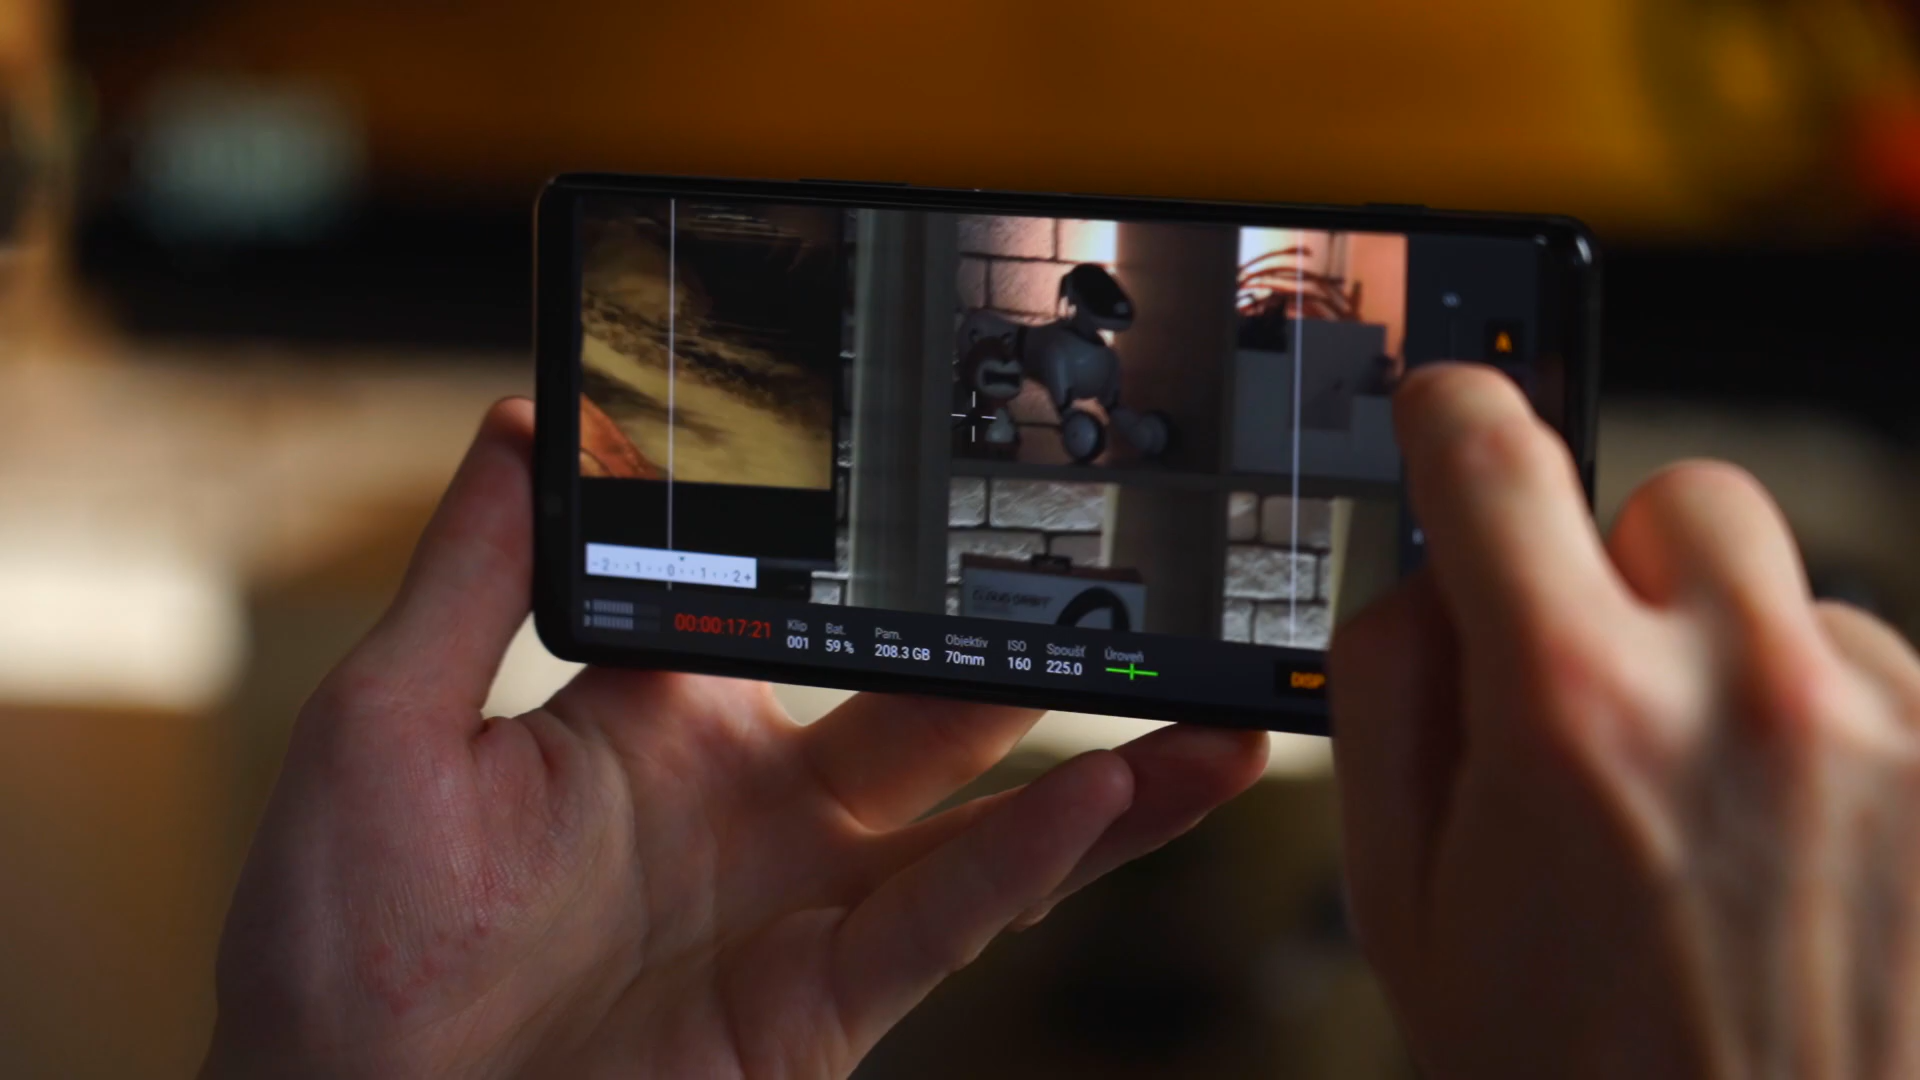 A
-2··1··0··1··2+
00:00:17:21
Klip
001
Bat.
59 %
Pam.
208.3 GB
Objektiv
70mm
ISO
160
Spoušť
225.0
Úroveň
DISP